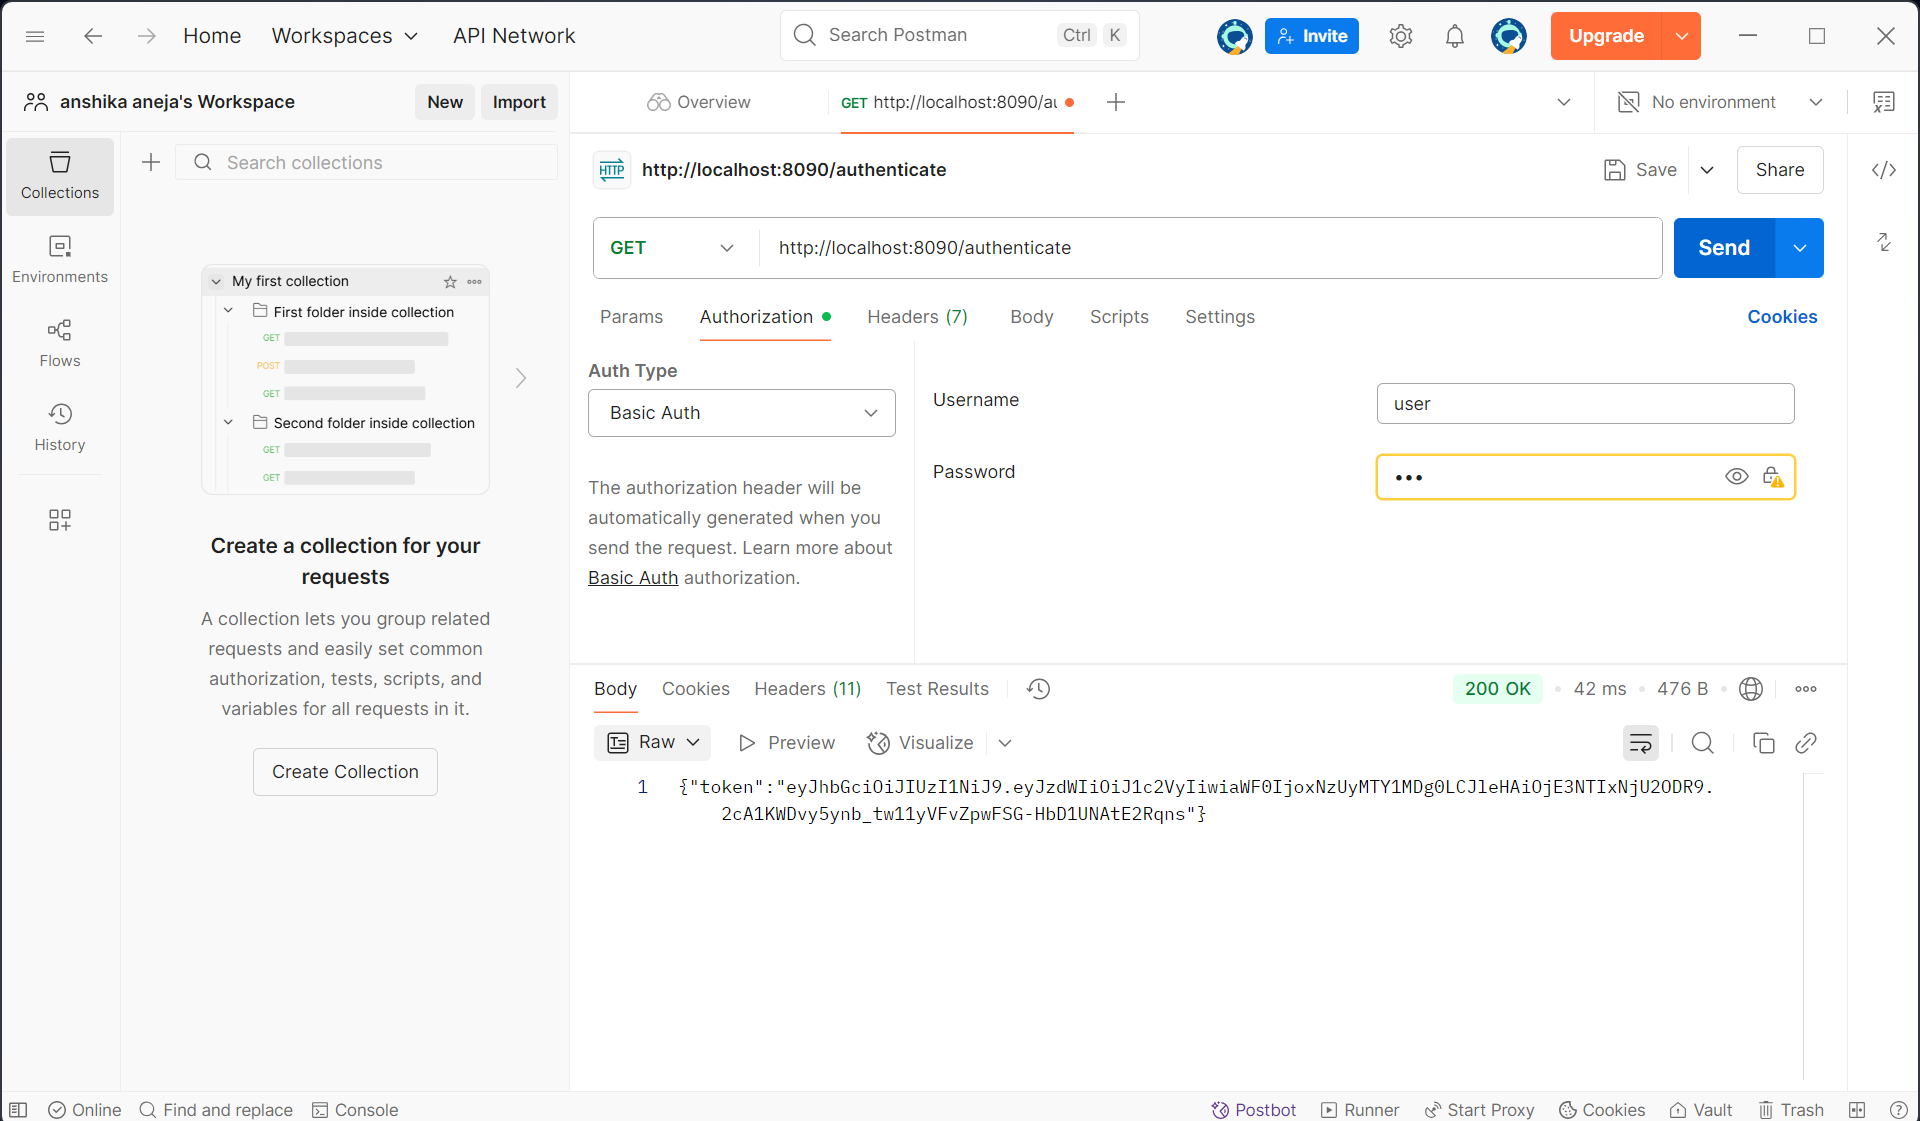 Home
Workspaces
API Network
Search Postman
Ctrl
K
Invite
Upgrade
anshika aneja's Workspace
New
Import
Overview
GET http://localhost:8090/au
No environment
Collections
Environments
Flows
History
Search collections
My first collection
First folder inside collection
GET
POST
GET
Second folder inside collection
GET
GET
Create a collection for your
requests
A collection lets you group related
requests and easily set common
authorization, tests, scripts, and
variables for all requests in it.
Create Collection
HTTP
http://localhost:8090/authenticate
Save
Share
GET
http://localhost:8090/authenticate
Send
Params
Authorization
Headers (7)
Body
Scripts
Settings
Cookies
Auth Type
Basic Auth
The authorization header will be
automatically generated when you
send the request. Learn more about
Basic Auth authorization.
Username
user
Password
•••
Body
Cookies
Headers (11)
Test Results
200 OK
42 ms
476 B
Raw
Preview
Visualize
1
{"token":"eyJhbGciOiJIUzI1NiJ9.eyJzdWIiOiJ1c2VyIiwiaWF0IjoxNzUyMTY1MDg0LCJleHAiOjE3NTIxNjU2ODR9.
2cA1KWDvy5ynb_tw11yVFvZpwFSG-HbD1UNAtE2Rqns"}
Online
Find and replace
Console
Postbot
Runner
Start Proxy
Cookies
Vault
Trash